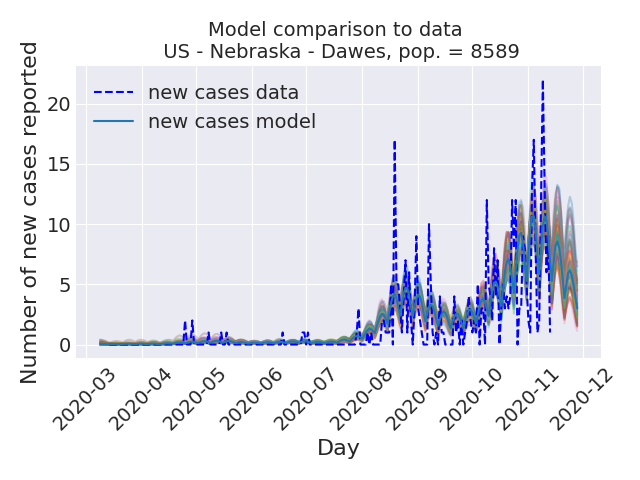 Model comparison to data
US - Nebraska - Dawes, pop. = 8589
Number of new cases reported
new cases data
new cases model
20
15
10
5
0
2020-03
2020-04
2020-05
2020-06
2020-07
2020-08
2020-09
2020-10
2020-11
2020-12
Day